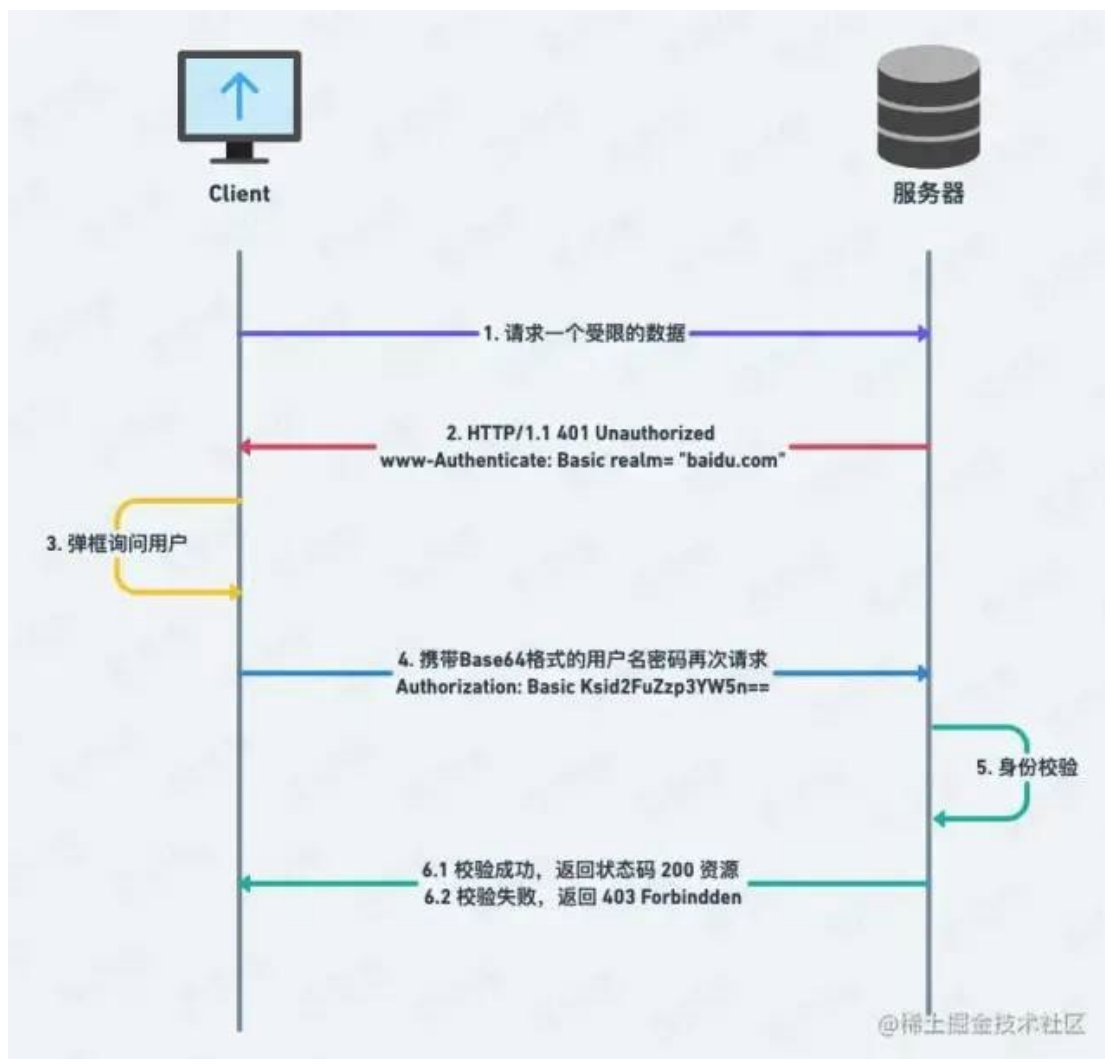 Client
服务器
1. 请求一个受限的数据
2. HTTP/1.1 401 Unauthorized
www-Authenticate: Basic realm= "baidu.com"
3. 弹框询问用户
4. 携带Base64格式的用户名密码再次请求
Authorization: Basic Ksid2FuZzp3YW5n==
5. 身份校验
6.1 校验成功，返回状态码 200 资源
6.2 校验失败，返回 403 Forbindden
@稀土掘金技术社区